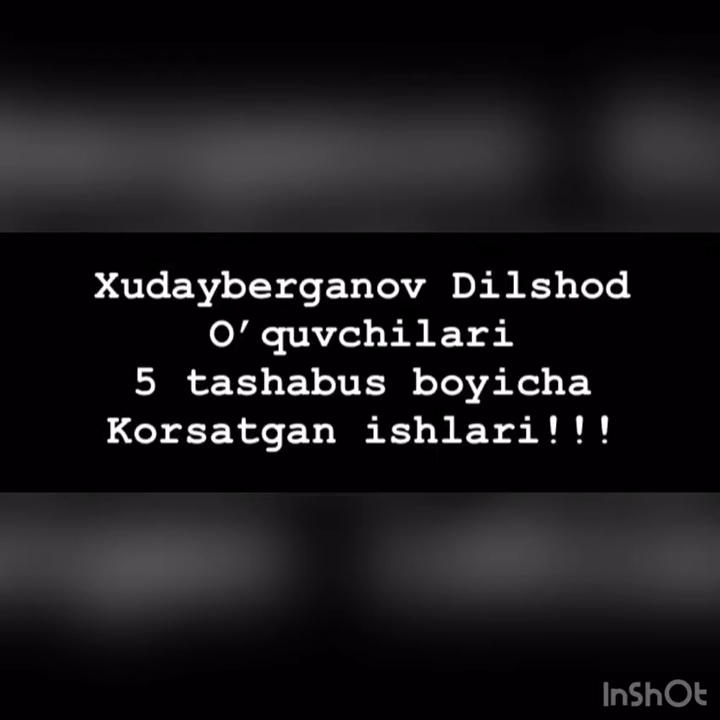 Xudayberganov Dilshod
O’quvchilari
5 tashabus boyicha
Korsatgan ishlari!!!
InShOt